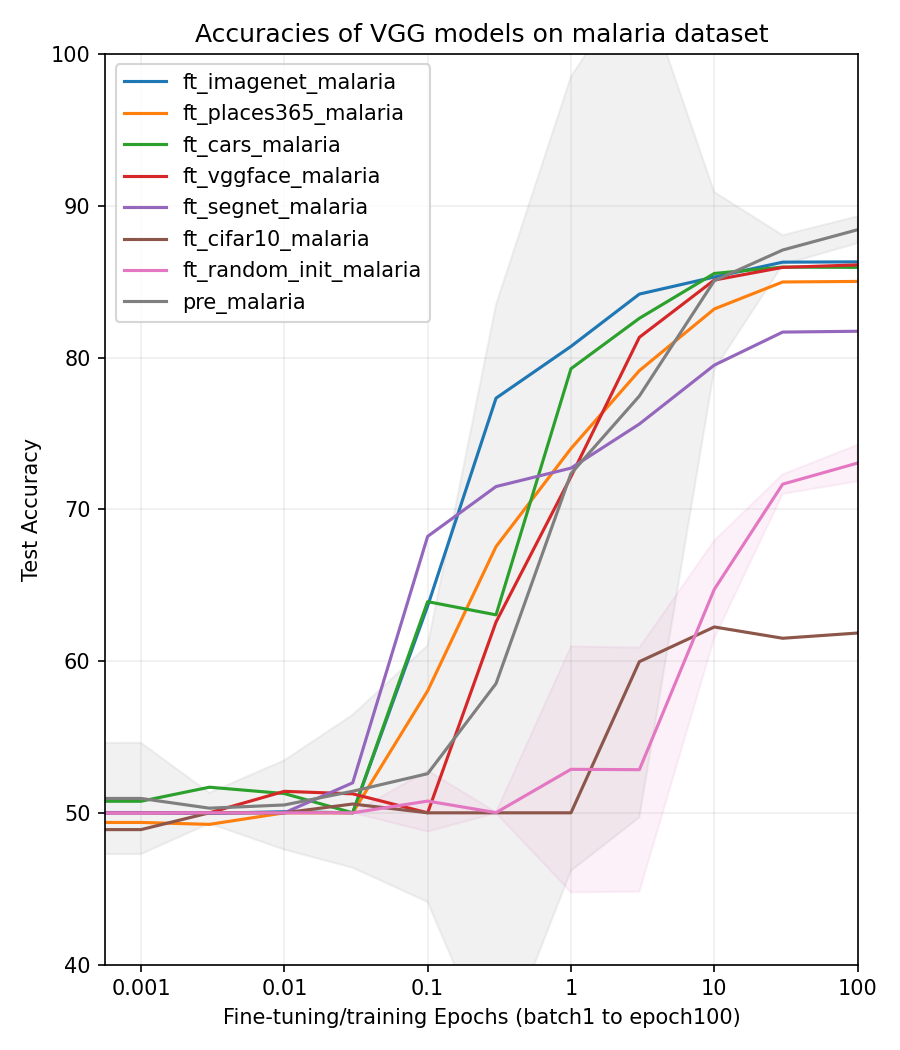 Accuracies of VGG models on malaria dataset
100
90
80
70
60
50
40
Test Accuracy
ft_imagenet_malaria
ft_places365_malaria
ft_cars_malaria
ft_vggface_malaria
ft_segnet_malaria
ft_cifar10_malaria
ft_random_init_malaria
pre_malaria
0.001 0.01 0.1 1 10 100
Fine-tuning/training Epochs (batch1 to epoch100)